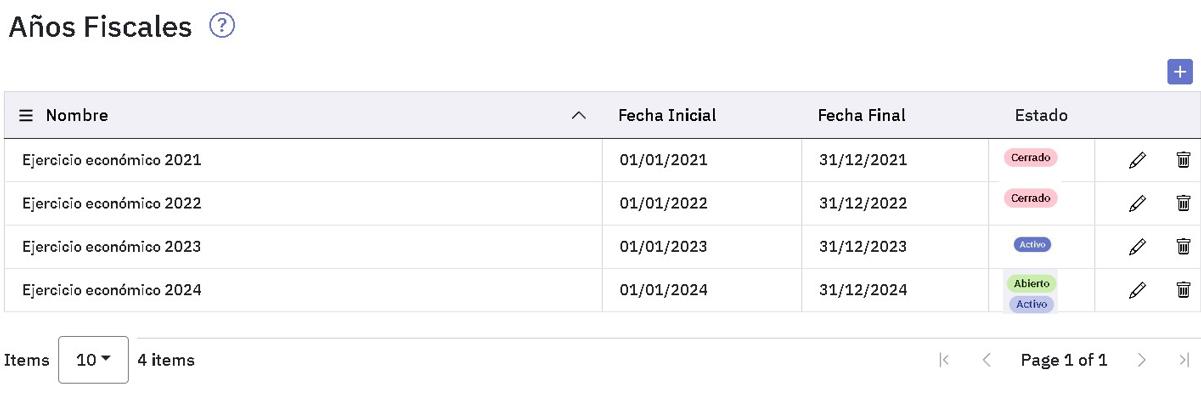 Años Fiscales ?
Nombre Fecha Inicial Fecha Final Estado
Ejercicio económico 2021 01/01/2021 31/12/2021 Cerrado
Ejercicio económico 2022 01/01/2022 31/12/2022 Cerrado
Ejercicio económico 2023 01/01/2023 31/12/2023 Activo
Ejercicio económico 2024 01/01/2024 31/12/2024 Abierto
Activo
Items 10 4 items Page 1 of 1